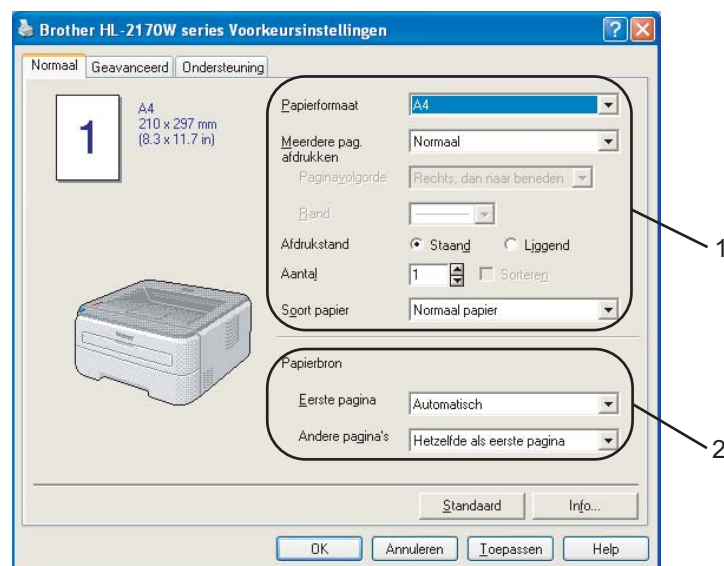 Brother HL-2170W series Voorkeursinstellingen
Normaal Geavanceerd Ondersteuning
1
A4
210 x 297 mm
(8.3 x 11.7 in)
Papierformaat A4
Meerdere pag. afdrukken Normaal
Paginavolgorde Rechts, dan naar beneden
Rand
Afdrukstand Staand Liggend
Aantal 1 Sorteren
Soort papier Normaal papier
1
Papierbron
Eerste pagina Automatisch
Andere pagina's Hetzelfde als eerste pagina
2
Standaard Info...
OK Annuleren Toepassen Help